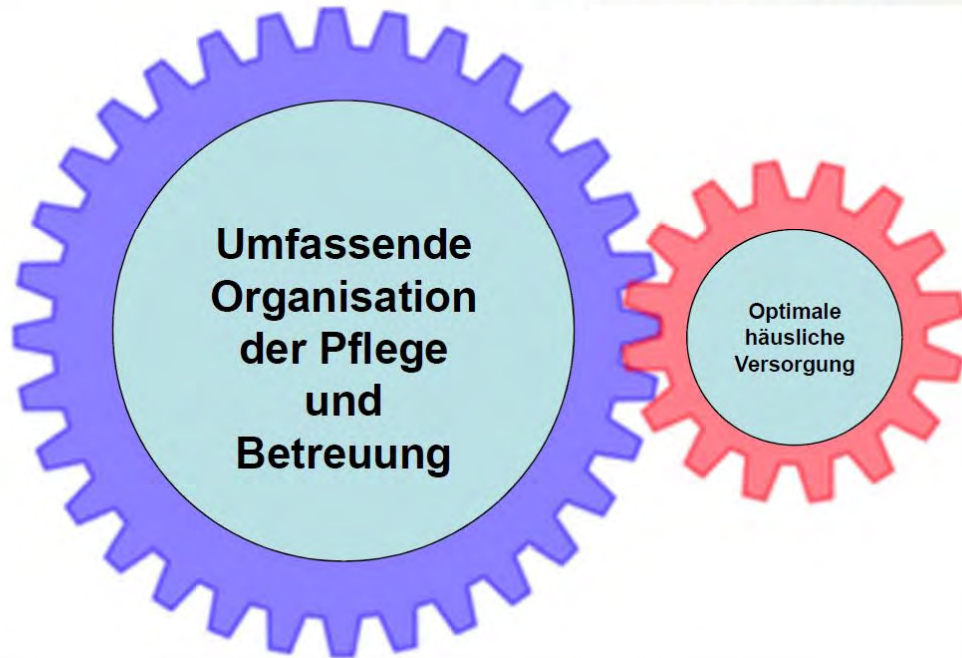 Umfassende
Organisation
der Pflege
und
Betreuung
Optimale
häusliche
Versorgung